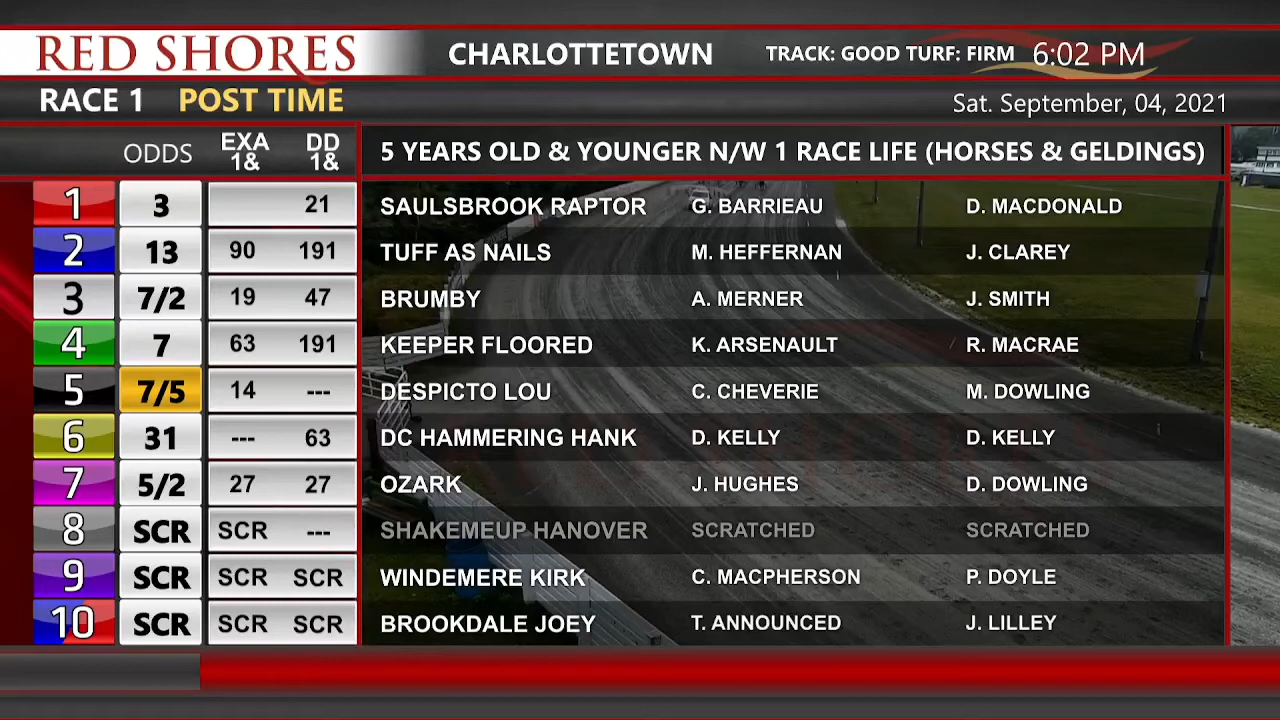 RED SHORES CHARLOTTETOWN TRACK: GOOD TURF: FIRM 6:02 PM
RACE 1 POST TIME Sat. September, 04, 2021
ODDS EXA 1& DD 1& 5 YEARS OLD & YOUNGER N/W 1 RACE LIFE (HORSES & GELDINGS)
1 3 21 SAULSBROOK RAPTOR G. BARRIEAU D. MACDONALD
2 13 90 191 TUFF AS NAILS M. HEFFERNAN J. CLAREY
3 7/2 19 47 BRUMBY A. MERNER J. SMITH
4 7 63 191 KEEPER FLOORED K. ARSENAULT R. MACRAE
5 7/5 14 --- DESPICTO LOU C. CHEVERIE M. DOWLING
6 31 --- 63 DC HAMMERING HANK D. KELLY D. KELLY
7 5/2 27 27 OZARK J. HUGHES D. DOWLING
8 SCR SCR --- SHAKEMEUP HANOVER SCRATCHED SCRATCHED
9 SCR SCR SCR WINDEMERE KIRK C. MACPHERSON P. DOYLE
10 SCR SCR SCR BROOKDALE JOEY T. ANNOUNCED J. LILLEY